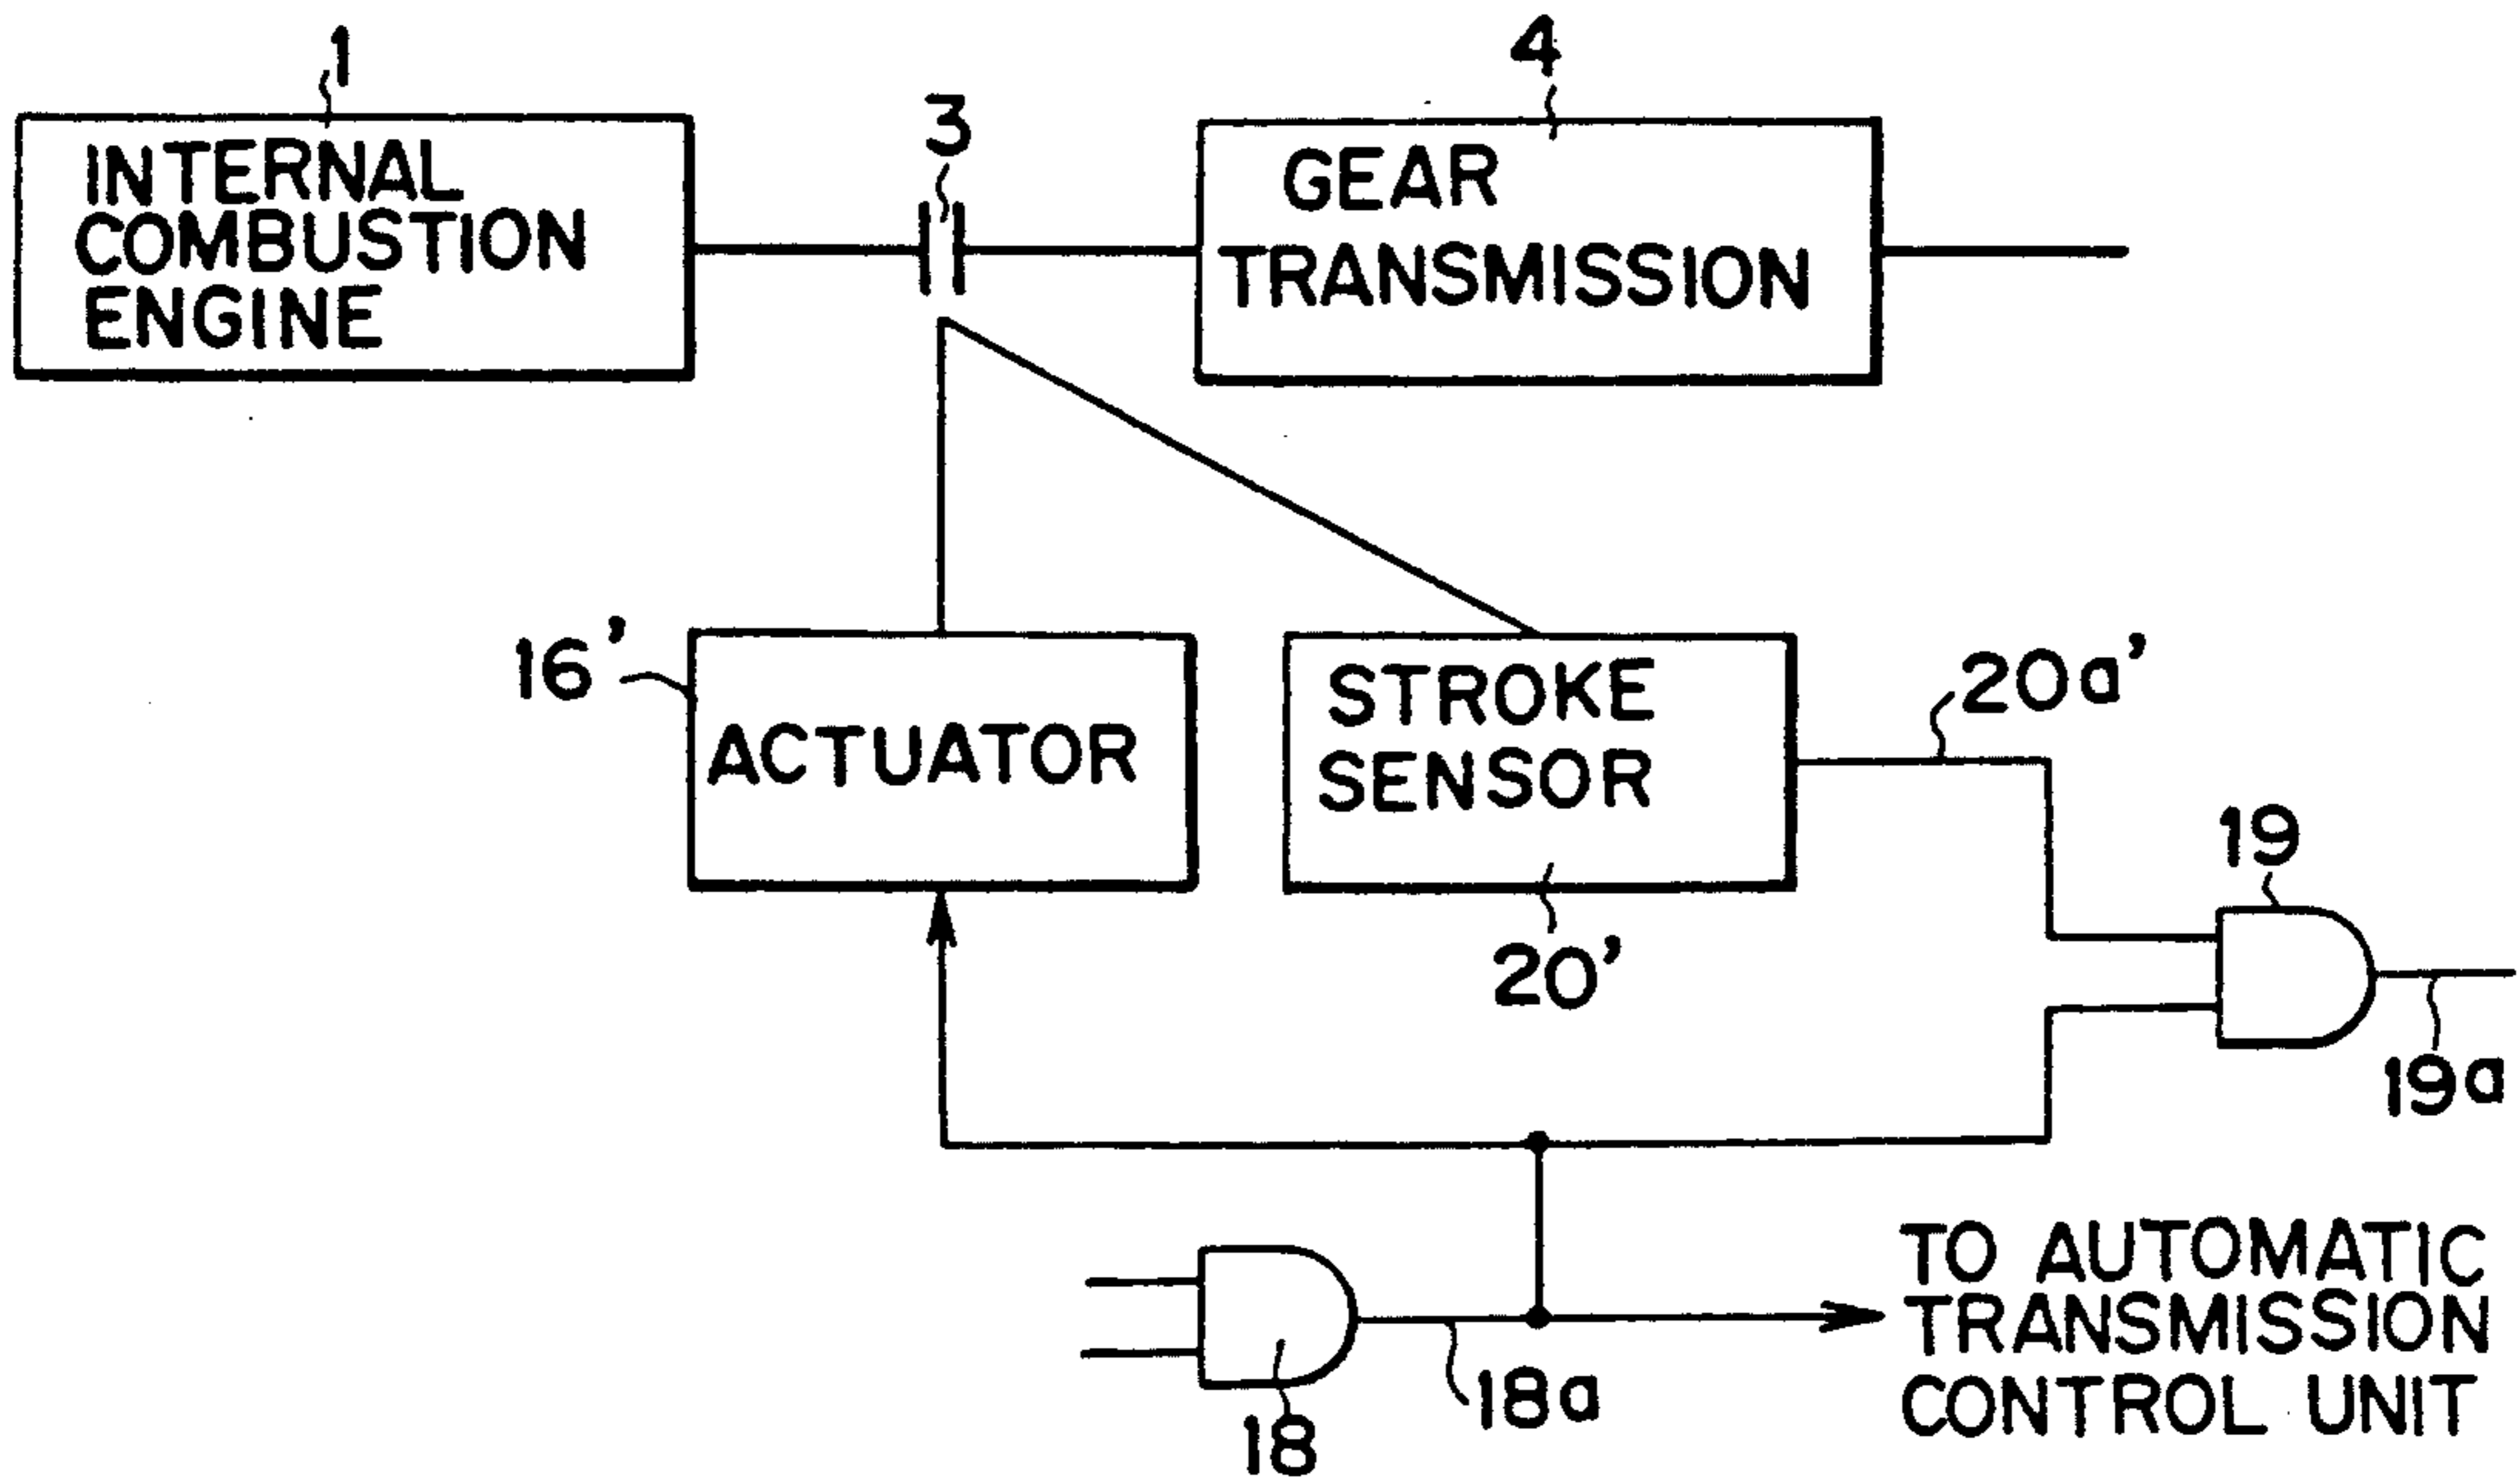 1
4
3
INTERNAL
COMBUSTION
ENGINE
GEAR
TRANSMISSION
16'
ACTUATOR
STROKE
SENSOR
20a'
19
20'
19a
TO AUTOMATIC
TRANSMISSION
CONTROL UNIT
18a
18